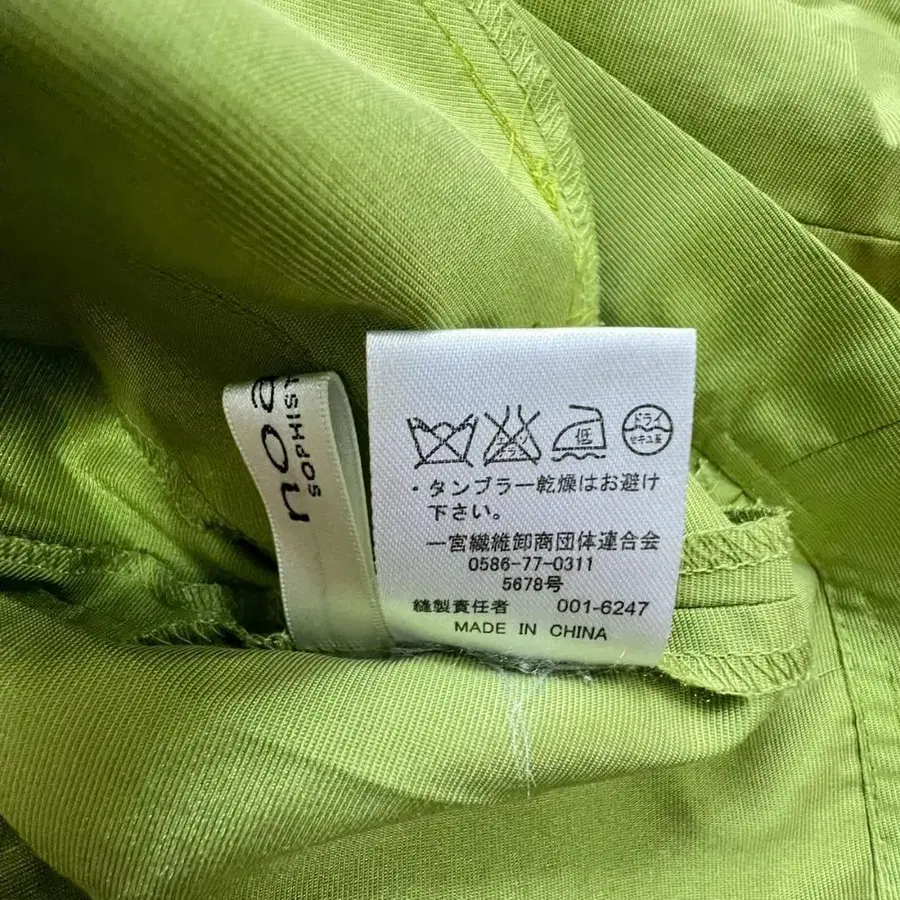 noa
SOPHIST
エンソ
サラシ
低
ドライ
セキユ系
・タンブラー乾燥はお避け
下さい。
一宮繊維卸商団体連合会
0586-77-0311
5678号
縫製責任者 001-6247
MADE IN CHINA